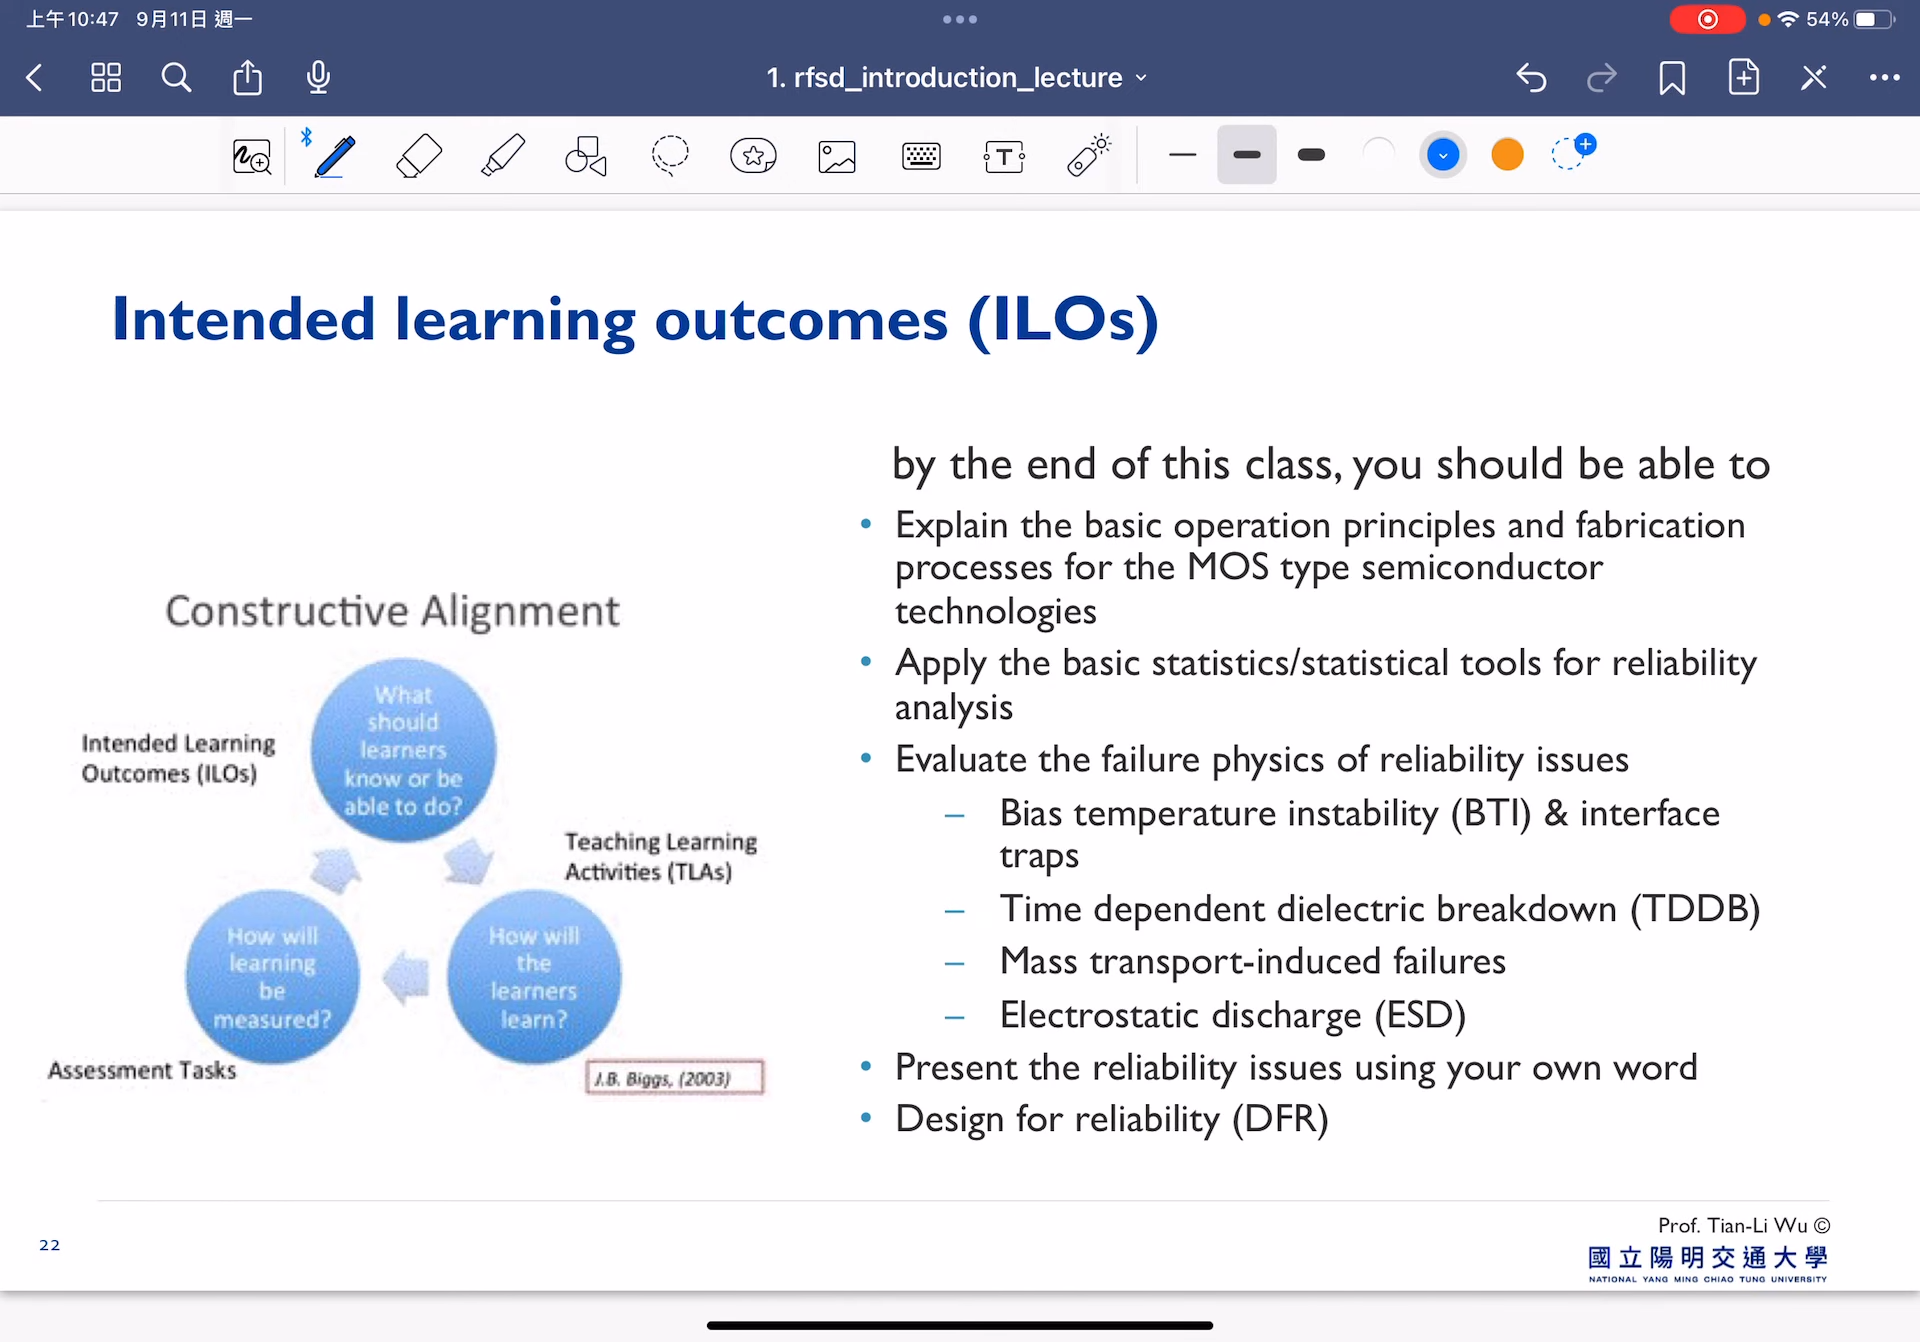 上午10:47 9月11日 週一
54%
1. rfsd_introduction_lecture
Intended learning outcomes (ILOs)
by the end of this class, you should be able to
• Explain the basic operation principles and fabrication
processes for the MOS type semiconductor
technologies
• Apply the basic statistics/statistical tools for reliability
analysis
• Evaluate the failure physics of reliability issues
– Bias temperature instability (BTI) & interface
traps
– Time dependent dielectric breakdown (TDDB)
– Mass transport-induced failures
– Electrostatic discharge (ESD)
• Present the reliability issues using your own word
• Design for reliability (DFR)
Constructive Alignment
What
should
learners
know or be
able to do?
Intended Learning
Outcomes (ILOs)
Teaching Learning
Activities (TLAs)
How will
the
learners
learn?
How will
learning
be
measured?
Assessment Tasks
J.B. Biggs, (2003)
22
Prof. Tian-Li Wu ©
國立陽明交通大學
NATIONAL YANG MING CHIAO TUNG UNIVERSITY